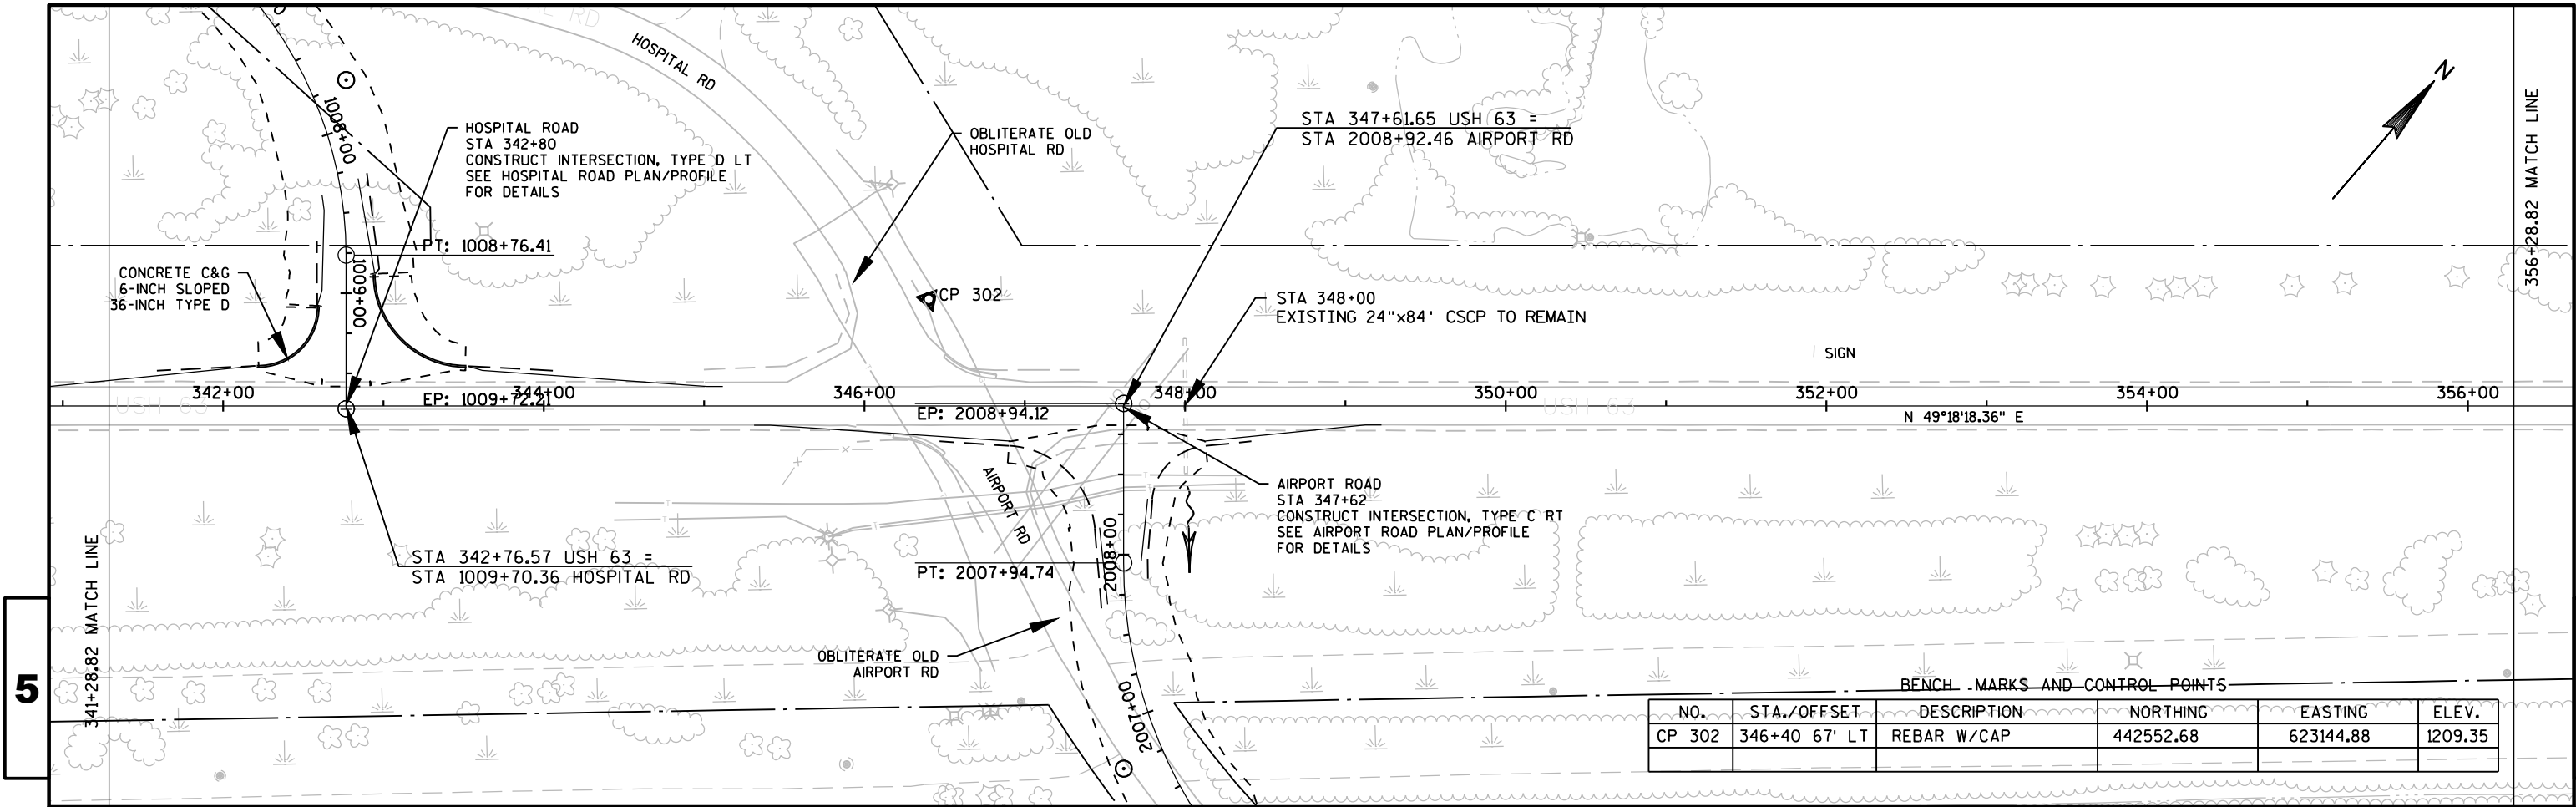 HOSPITAL RD
N
HOSPITAL ROAD
STA 342+80
CONSTRUCT INTERSECTION, TYPE D LT
SEE HOSPITAL ROAD PLAN/PROFILE
FOR DETAILS
1008+00
OBLITERATE OLD
HOSPITAL RD
STA 347+61.65 USH 63 =
STA 2008+92.46 AIRPORT RD
356+28.82 MATCH LINE
PT: 1008+76.41
CONCRETE C&G
6-INCH SLOPED
36-INCH TYPE D
1009+00
CP 302
STA 348+00
EXISTING 24"x84' CSCP TO REMAIN
SIGN
342+00
344+00
346+00
348+00
350+00
352+00
354+00
356+00
USH 63
EP: 1009+72.21
EP: 2008+94.12
USH 63
N 49°18'18.36" E
AIRPORT RD
AIRPORT ROAD
STA 347+62
CONSTRUCT INTERSECTION, TYPE C RT
SEE AIRPORT ROAD PLAN/PROFILE
FOR DETAILS
341+28.82 MATCH LINE
STA 342+76.57 USH 63 =
STA 1009+70.36 HOSPITAL RD
PT: 2007+94.74
2008+00
OBLITERATE OLD
AIRPORT RD
2007+00
5
BENCH MARKS AND CONTROL POINTS
NO. STA./OFFSET DESCRIPTION NORTHING EASTING ELEV.
CP 302 346+40 67' LT REBAR W/CAP 442552.68 623144.88 1209.35